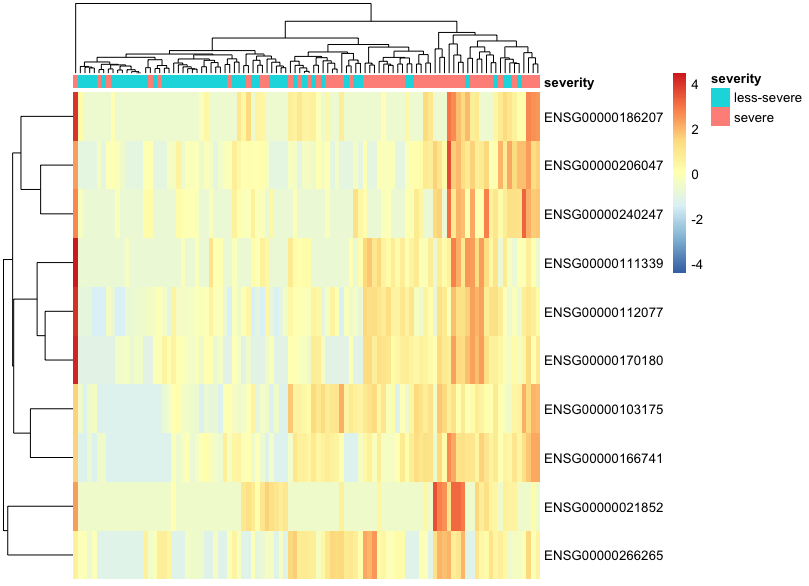 severity
ENSG00000186207
ENSG00000206047
ENSG00000240247
ENSG00000111339
ENSG00000112077
ENSG00000170180
ENSG00000103175
ENSG00000166741
ENSG00000021852
ENSG00000266265
4
2
0
-2
-4
severity
less-severe
severe